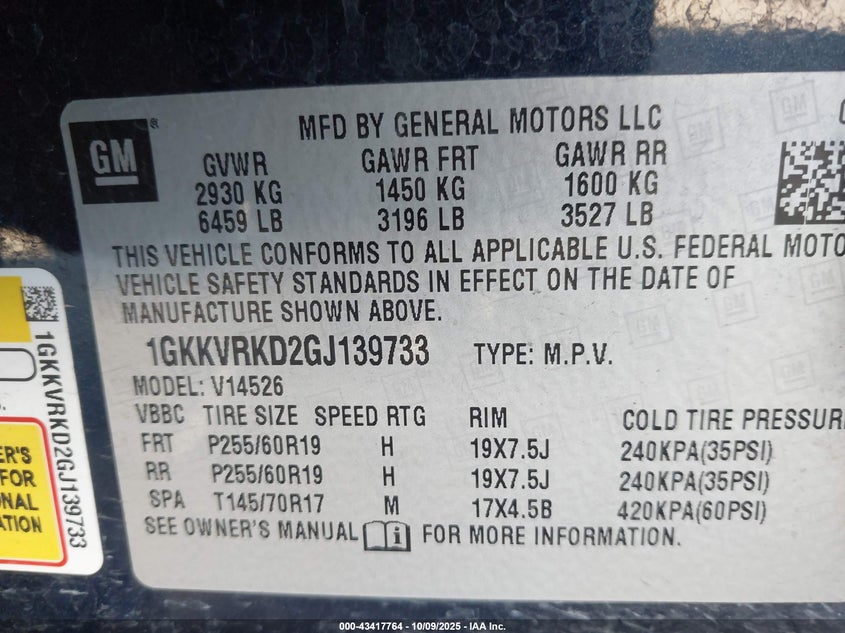 GM
MFD BY GENERAL MOTORS LLC
GVWR GAWR FRT GAWR RR
2930 KG 1450 KG 1600 KG
6459 LB 3196 LB 3527 LB
THIS VEHICLE CONFORMS TO ALL APPLICABLE U.S. FEDERAL MOTO
VEHICLE SAFETY STANDARDS IN EFFECT ON THE DATE OF
MANUFACTURE SHOWN ABOVE.
1GKKVRKD2GJ139733 TYPE: M.P.V.
MODEL: V14526
VBBC TIRE SIZE SPEED RTG RIM COLD TIRE PRESSUR
FRT P255/60R19 H 19X7.5J 240KPA(35PSI)
RR P255/60R19 H 19X7.5J 240KPA(35PSI)
SPA T145/70R17 M 17X4.5B 420KPA(60PSI)
SEE OWNER'S MANUAL i FOR MORE INFORMATION.
1GKKVRKD2GJ139733
ER'S
FOR
NAL
ATION
000-43417764 - 10/09/2025 - IAA Inc.